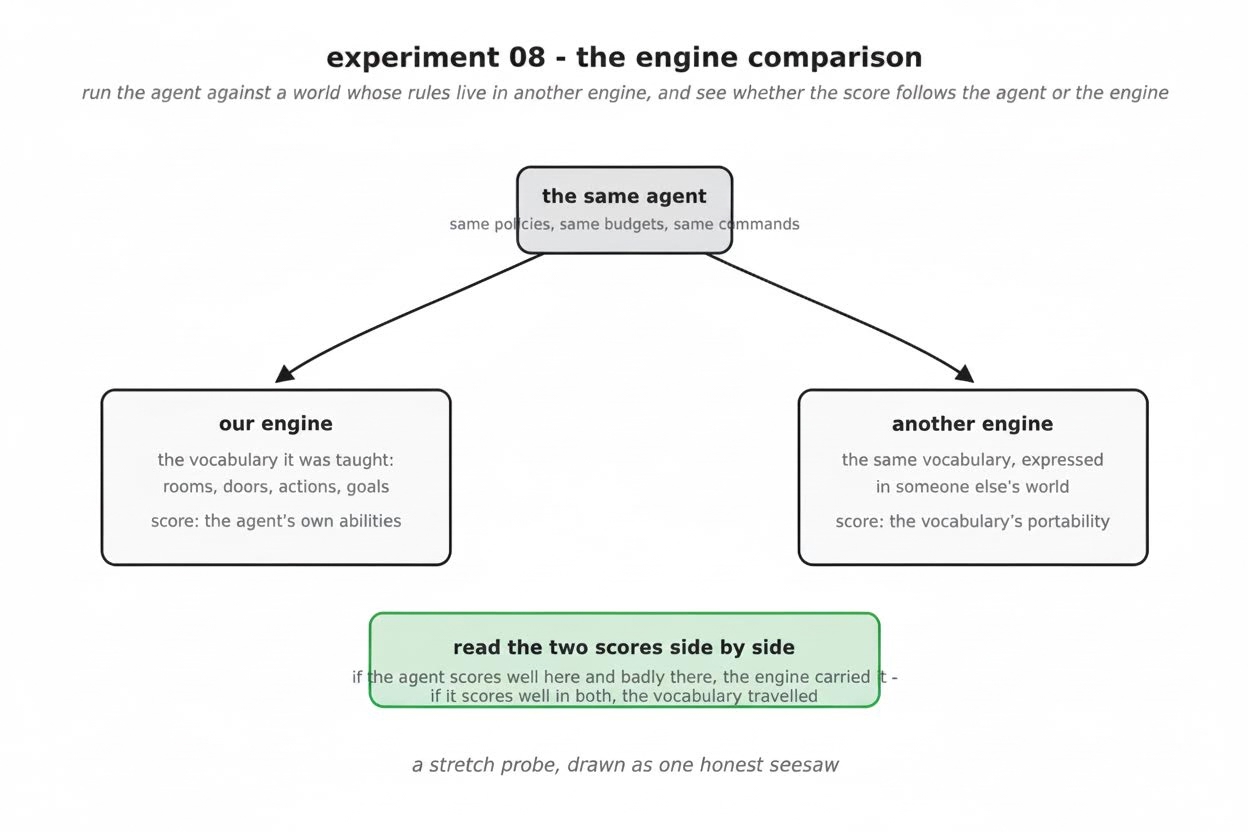 experiment 08 - the engine comparison
run the agent against a world whose rules live in another engine, and see whether the score follows the agent or the engine
the same agent
same policies, same budgets, same commands
our engine
the vocabulary it was taught:
rooms, doors, actions, goals
score: the agent's own abilities
another engine
the same vocabulary, expressed
in someone else's world
score: the vocabulary's portability
read the two scores side by side
if the agent scores well here and badly there, the engine carried it -
if it scores well in both, the vocabulary travelled
a stretch probe, drawn as one honest seesaw